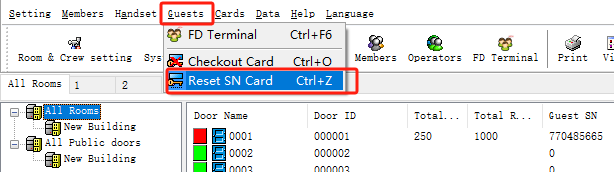 Setting Members Handset Guests Cards Data Help Language
FD Terminal Ctrl+F6
Checkout Card Ctrl+O
Reset SN Card Ctrl+Z
Room & Crew setting Sys Members Operators FD Terminal Print Vi
All Rooms 1 2
All Rooms
New Building
All Public doors
New Building
Door Name Door ID Total... Total R... Guest SN
0001 000001 250 1000 770485665
0002 000002 0
0003 000003 0